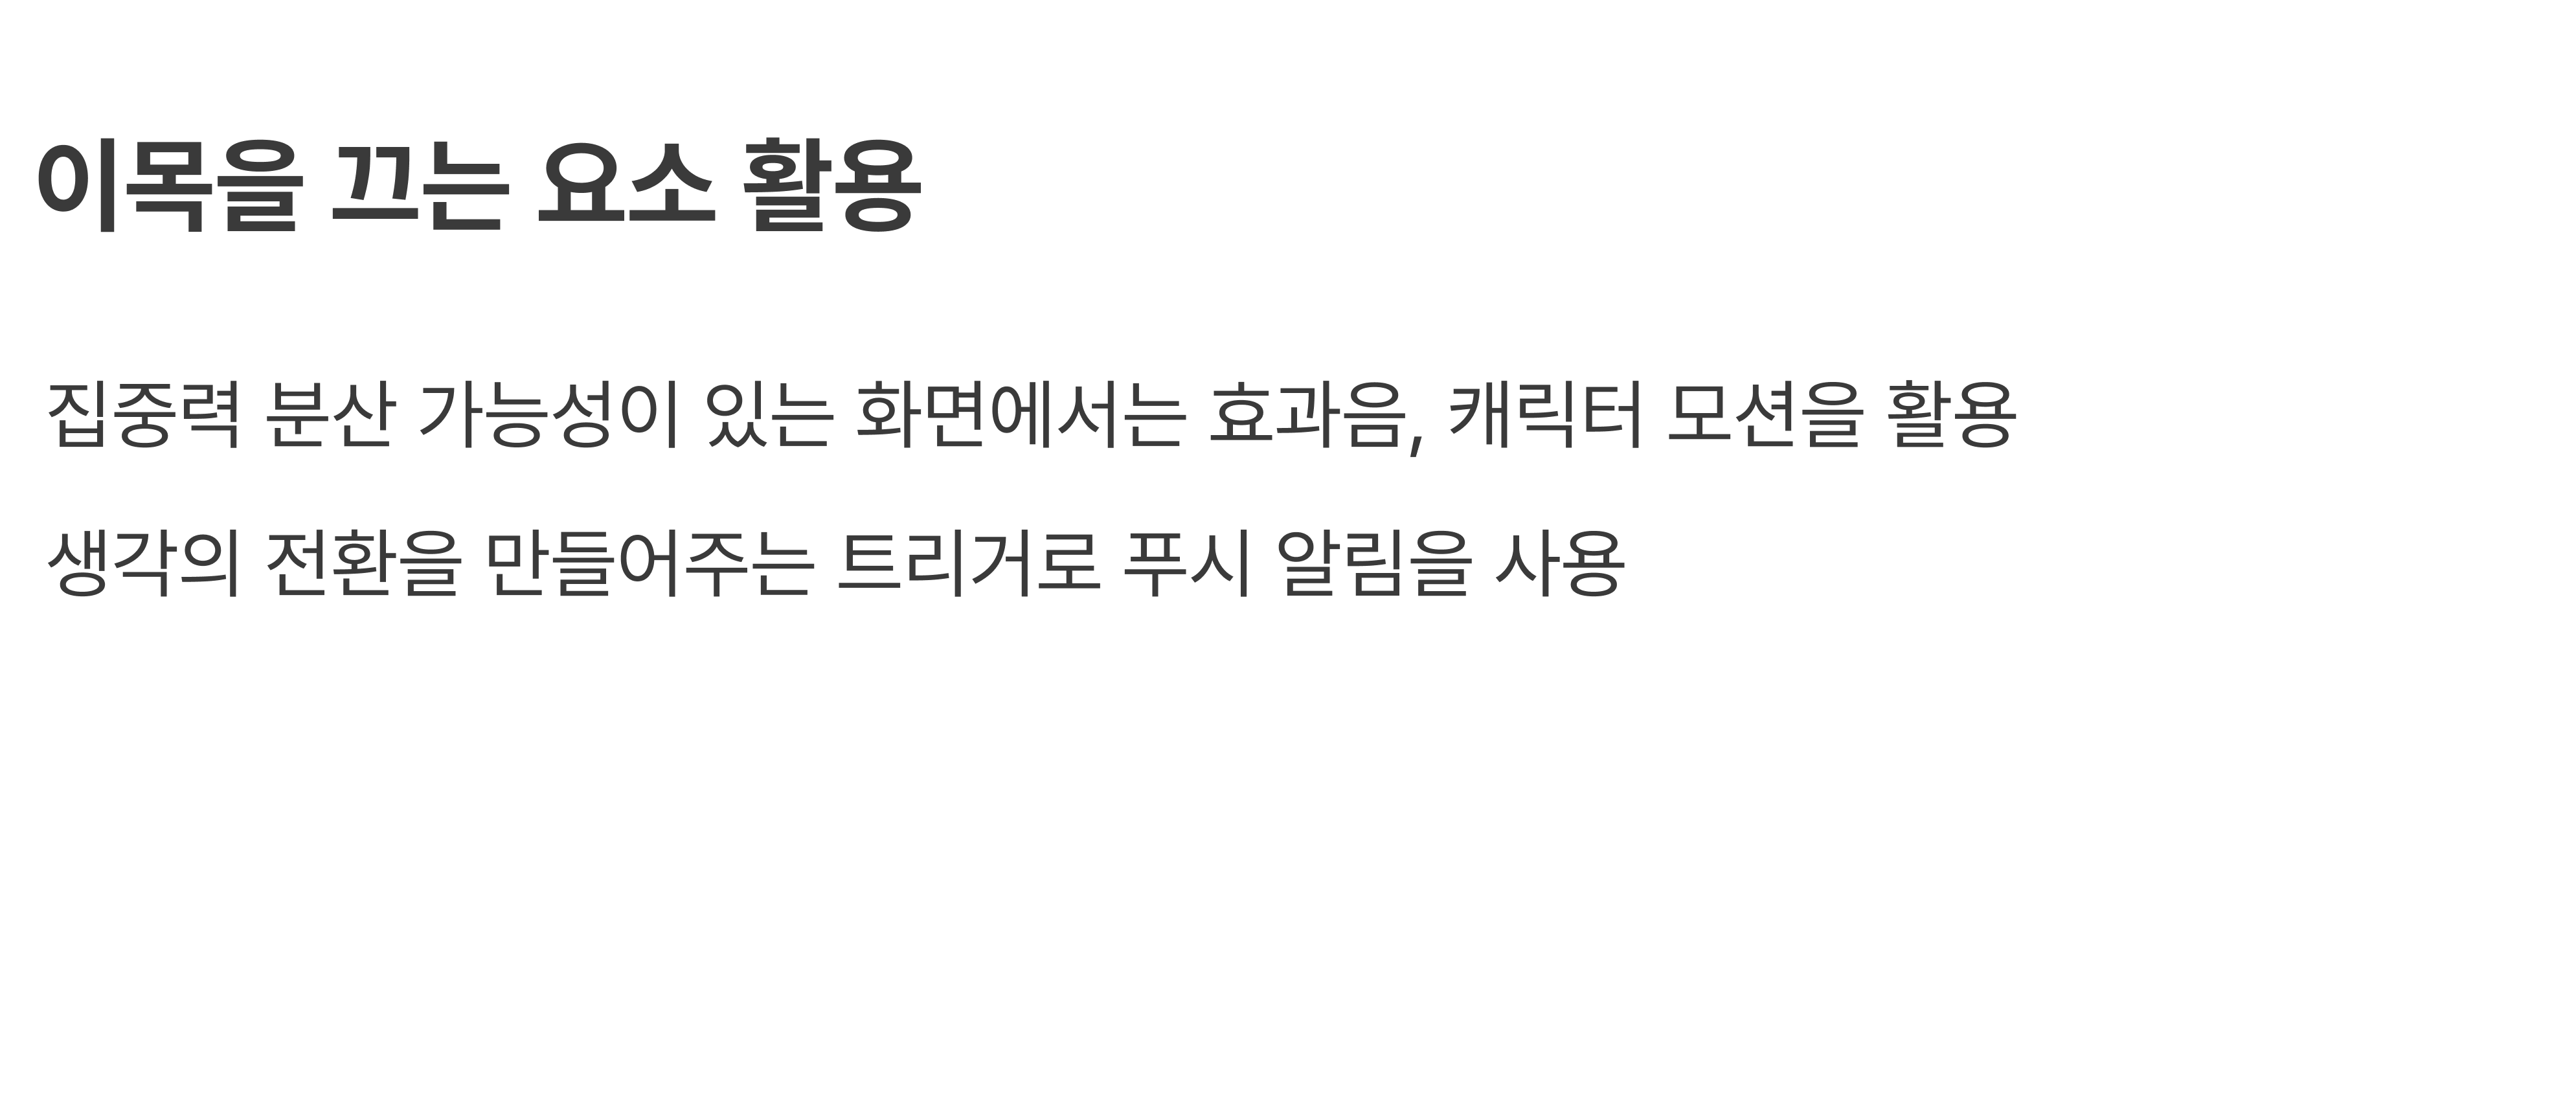 이목을 끄는 요소 활용
집중력 분산 가능성이 있는 화면에서는 효과음, 캐릭터 모션을 활용
생각의 전환을 만들어주는 트리거로 푸시 알림을 사용